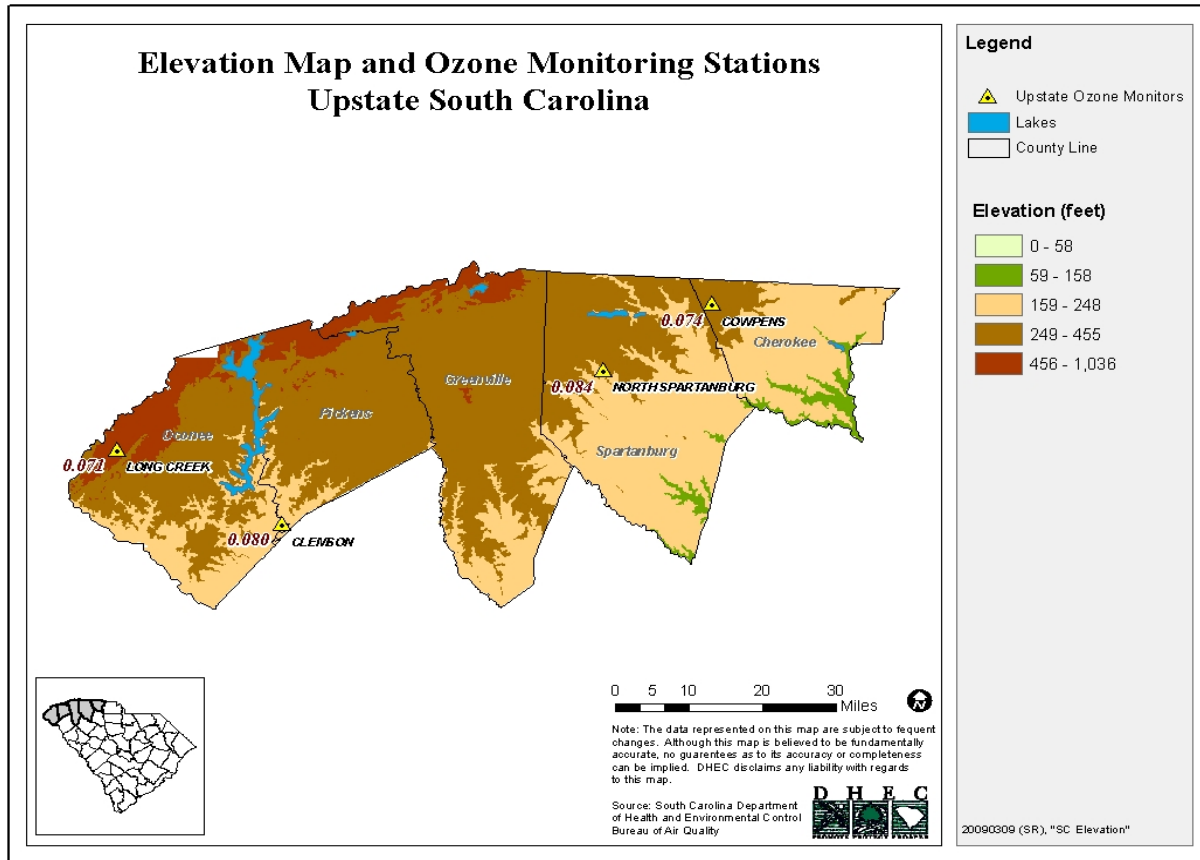 Elevation Map and Ozone Monitoring Stations
Upstate South Carolina
Legend
Upstate Ozone Monitors
Lakes
County Line
Elevation (feet)
0 - 58
59 - 158
159 - 248
249 - 455
456 - 1,036
0.074
COWPENS
Cherokee
Greenville
0.084
NORTH SPARTANBURG
Pickens
Oconee
Spartanburg
0.071
LONG CREEK
0.080
CLEMSON
0 5 10 20 30
Miles
N
Note: The data represented on this map are subject to fequent
changes. Although this map is believed to be fundamentally
accurate, no guarentees as to its accuracy or completeness
can be implied. DHEC disclaims any liability with regards
to this map.
Source: South Carolina Department
of Health and Environmental Control
Bureau of Air Quality
D H E C
PROMOTE PROTECT PROSPER
20090309 (SR), "SC Elevation"